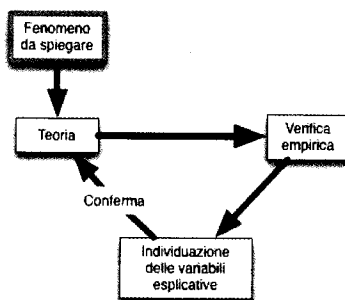 Fenomeno
da spiegare
Teoria
Verifica
empirica
Conferma
Individuazione
delle variabili
esplicative